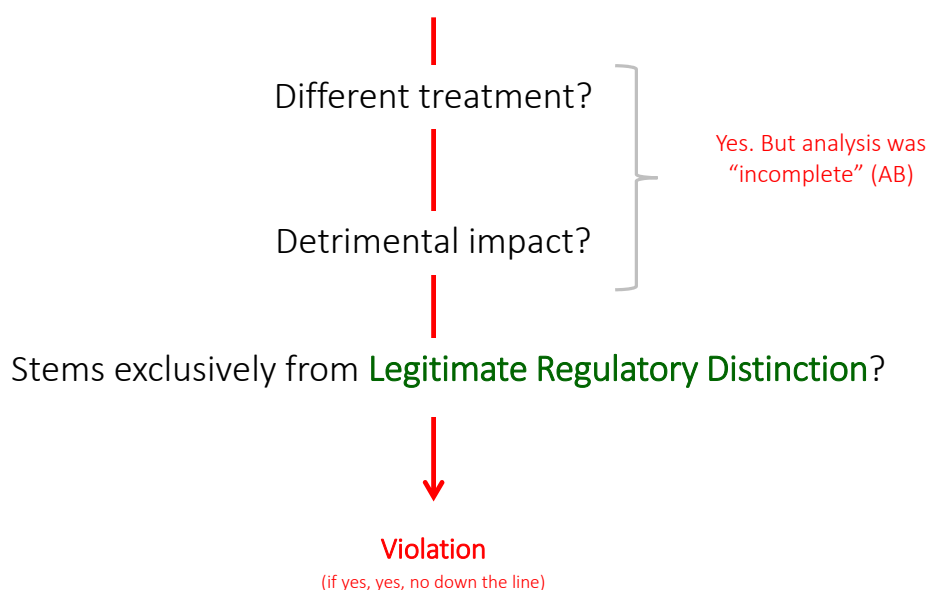 Different treatment?
Yes. But analysis was
“incomplete” (AB)
Detrimental impact?
Stems exclusively from Legitimate Regulatory Distinction?
Violation
(if yes, yes, no down the line)